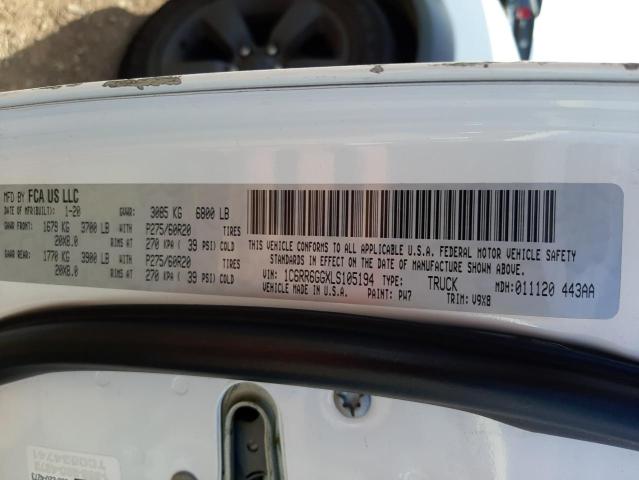 MFD BY FCA US LLC
DATE OF MFR(BUILT): 1-20 GVWR: 3085 KG 6800 LB
GAWR FRONT: 1679 KG 3700 LB P275/60R20 TIRES
20X8.0 RIMS AT 270 KPA ( 39 PSI) COLD
GAWR REAR: 1770 KG 3900 LB P275/60R20 TIRES
20X8.0 RIMS AT 270 KPA ( 39 PSI) COLD
THIS VEHICLE CONFORMS TO ALL APPLICABLE U.S.A. FEDERAL MOTOR VEHICLE SAFETY
STANDARDS IN EFFECT ON THE DATE OF MANUFACTURE SHOWN ABOVE.
VIN: 1C6RR6GGXLS105194 TYPE: TRUCK MDH: 011120 443AA
VEHICLE MADE IN U.S.A. PAINT: PW7 TRIM: V9X8